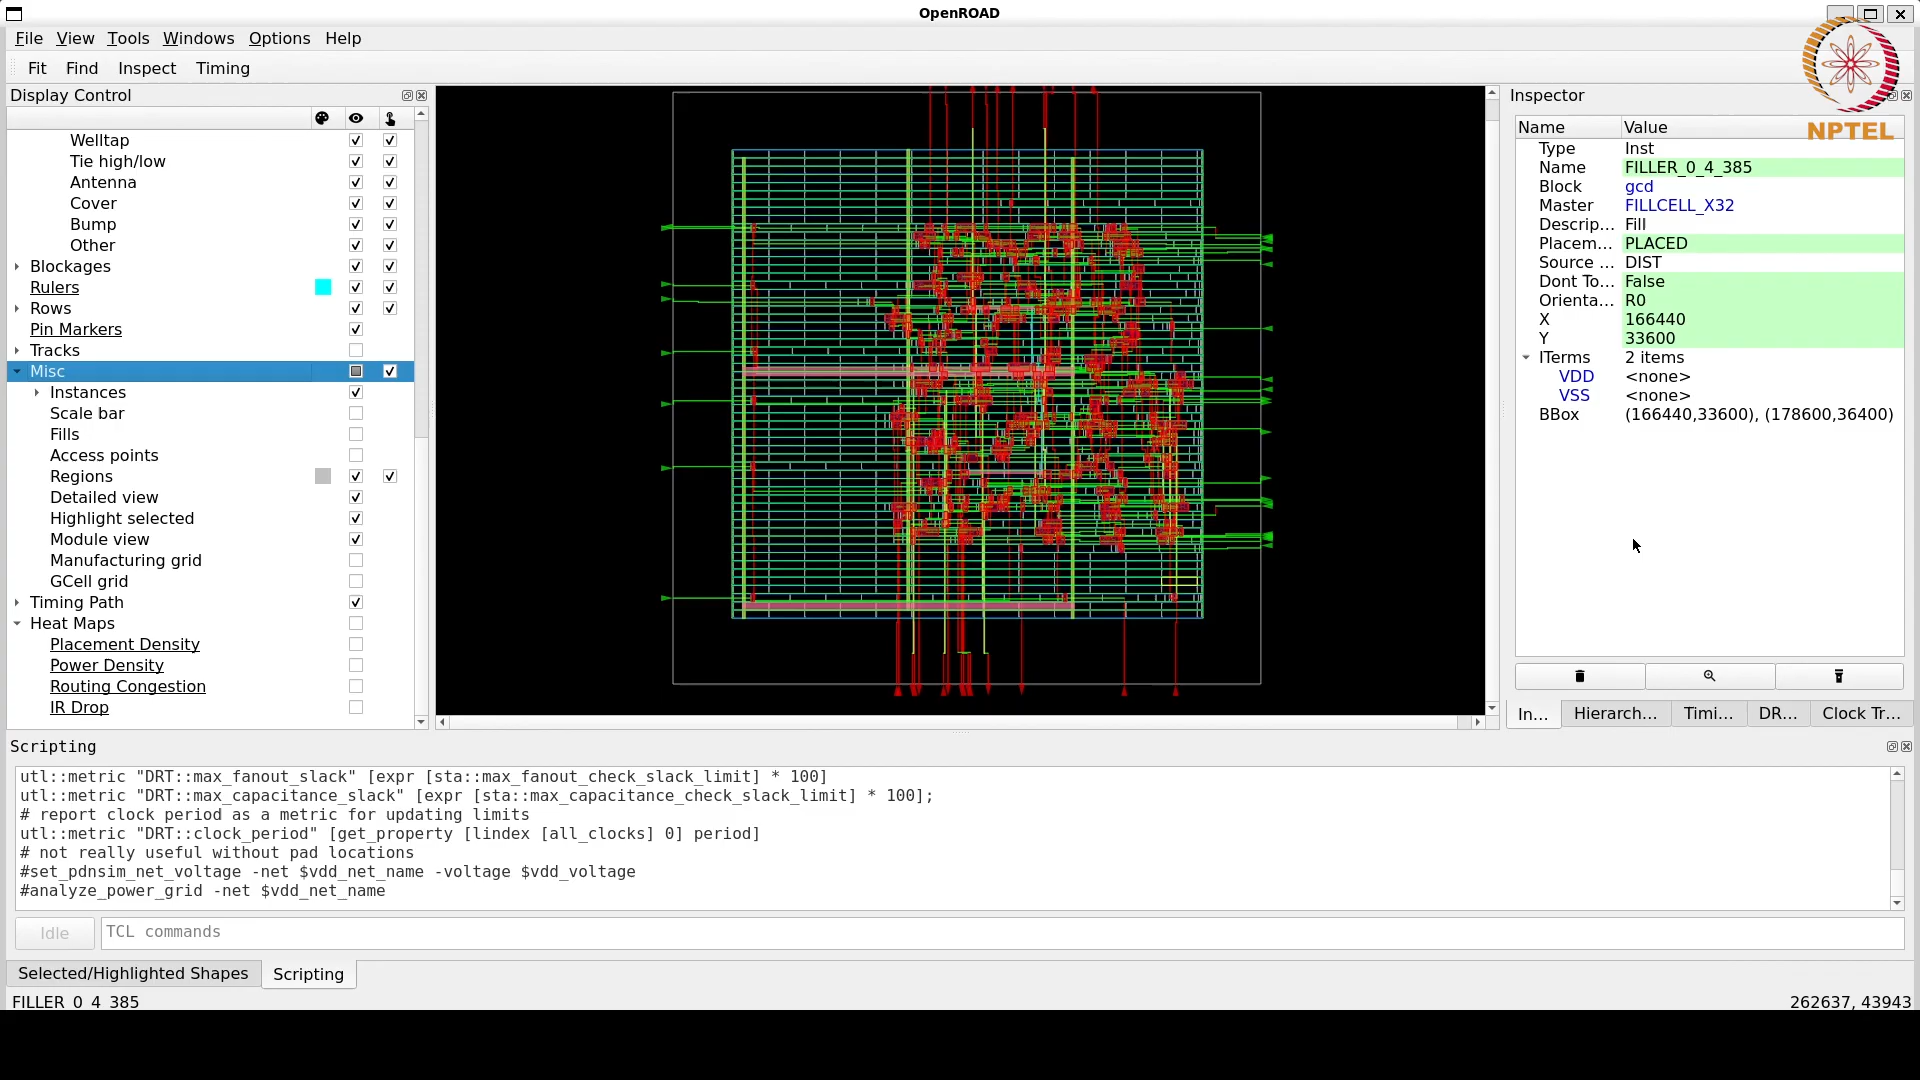 OpenROAD
File View Tools Windows Options Help
Fit Find Inspect Timing
NPTEL
Display Control
Welltap
Tie high/low
Antenna
Cover
Bump
Other
Blockages
Rulers
Rows
Pin Markers
Tracks
Misc
Instances
Scale bar
Fills
Access points
Regions
Detailed view
Highlight selected
Module view
Manufacturing grid
GCell grid
Timing Path
Heat Maps
Placement Density
Power Density
Routing Congestion
IR Drop
Inspector
Name Value
Type Inst
Name FILLER_0_4_385
Block gcd
Master FILLCELL_X32
Descrip... Fill
Placem... PLACED
Source ... DIST
Dont To... False
Orienta... R0
X 166440
Y 33600
ITerms 2 items
VDD <none>
VSS <none>
BBox (166440,33600), (178600,36400)
In... Hierarch... Timi... DR... Clock Tr...
Scripting
utl::metric "DRT::max_fanout_slack" [expr [sta::max_fanout_check_slack_limit] * 100]
utl::metric "DRT::max_capacitance_slack" [expr [sta::max_capacitance_check_slack_limit] * 100];
# report clock period as a metric for updating limits
utl::metric "DRT::clock_period" [get_property [lindex [all_clocks] 0] period]
# not really useful without pad locations
#set_pdnsim_net_voltage -net $vdd_net_name -voltage $vdd_voltage
#analyze_power_grid -net $vdd_net_name
Idle TCL commands
Selected/Highlighted Shapes Scripting
FILLER_0_4_385 262637, 43943